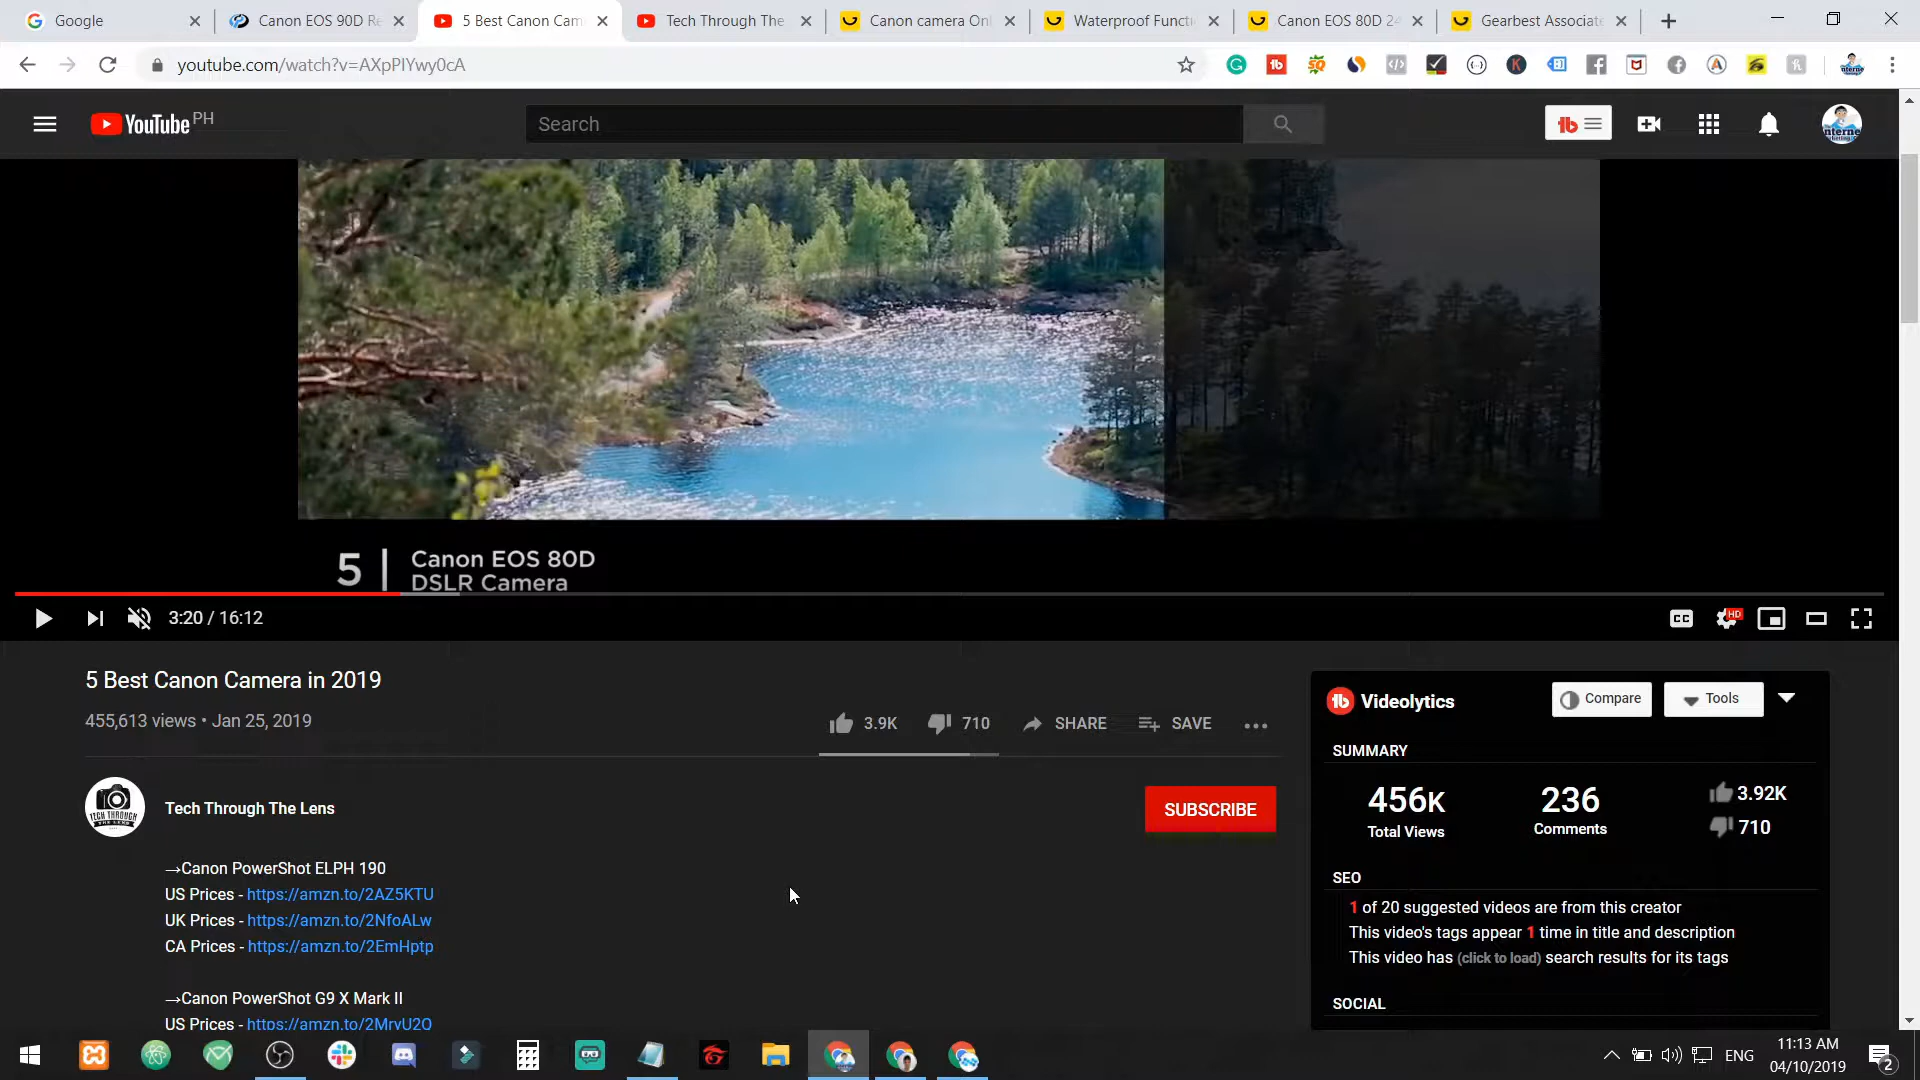 Google
Canon EOS 90D Re
5 Best Canon Cam
Tech Through The
Canon camera Onl
Waterproof Functi
Canon EOS 80D 24
Gearbest Associate
youtube.com/watch?v=AXpPIYwy0cA
YouTube PH
Search
5 | Canon EOS 80D
DSLR Camera
3:20 / 16:12
CC
HD
5 Best Canon Camera in 2019
455,613 views • Jan 25, 2019
3.9K
710
SHARE
SAVE
Tech Through The Lens
SUBSCRIBE
→Canon PowerShot ELPH 190
US Prices - https://amzn.to/2AZ5KTU
UK Prices - https://amzn.to/2NfoALw
CA Prices - https://amzn.to/2EmHptp
→Canon PowerShot G9 X Mark II
US Prices - https://amzn.to/2MrvU2O
Videolytics
Compare
Tools
SUMMARY
456K
Total Views
236
Comments
3.92K
710
SEO
1 of 20 suggested videos are from this creator
This video's tags appear 1 time in title and description
This video has (click to load) search results for its tags
SOCIAL
ENG
11:13 AM
04/10/2019
2